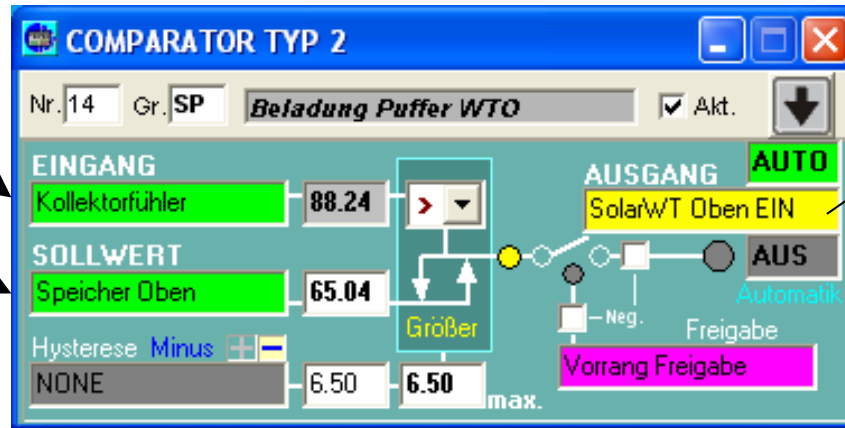 COMPARATOR TYP 2
Nr. 14 Gr. SP Beladung Puffer WTO Akt.
EINGANG AUSGANG AUTO
Kollektorfühler 88.24 > SolarWT Oben EIN
SOLLWERT AUS
Speicher Oben 65.04 Automatik
Größer Neg. Freigabe
Hysterese Minus + − Vorrang Freigabe
NONE 6.50 6.50 max.